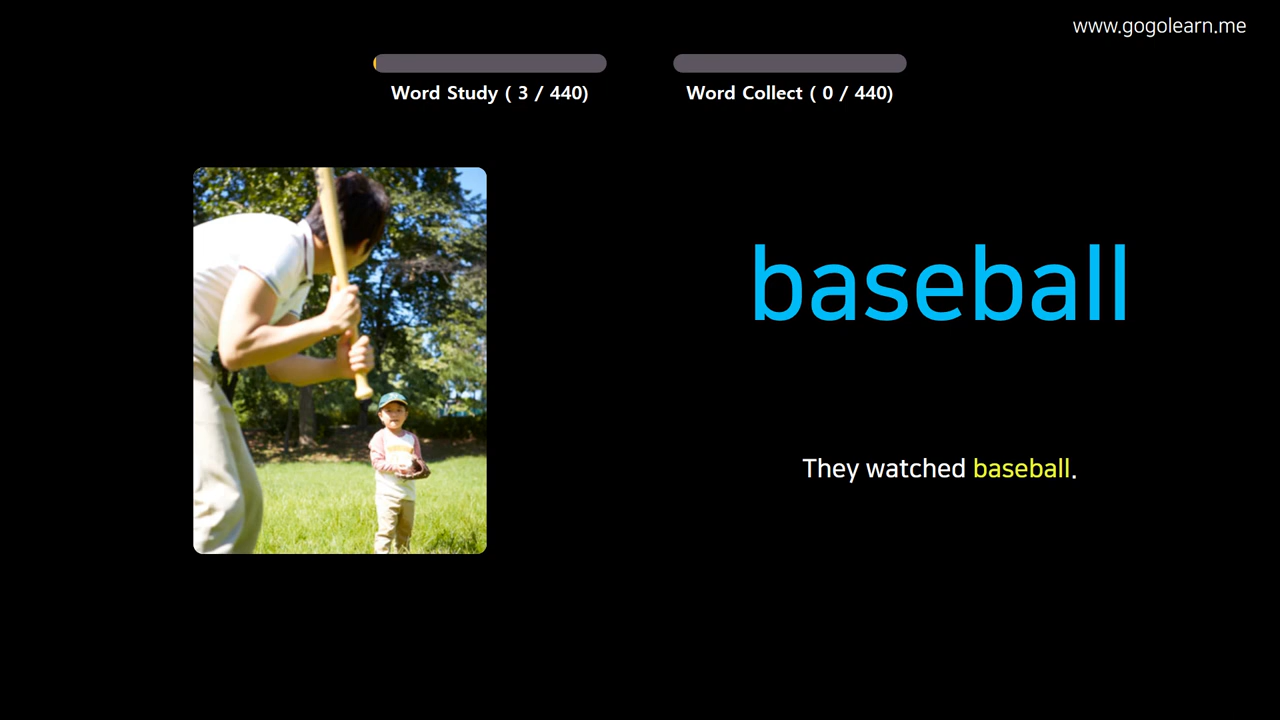 www.gogolearn.me
Word Study ( 3 / 440)
Word Collect ( 0 / 440)
baseball
They watched baseball.